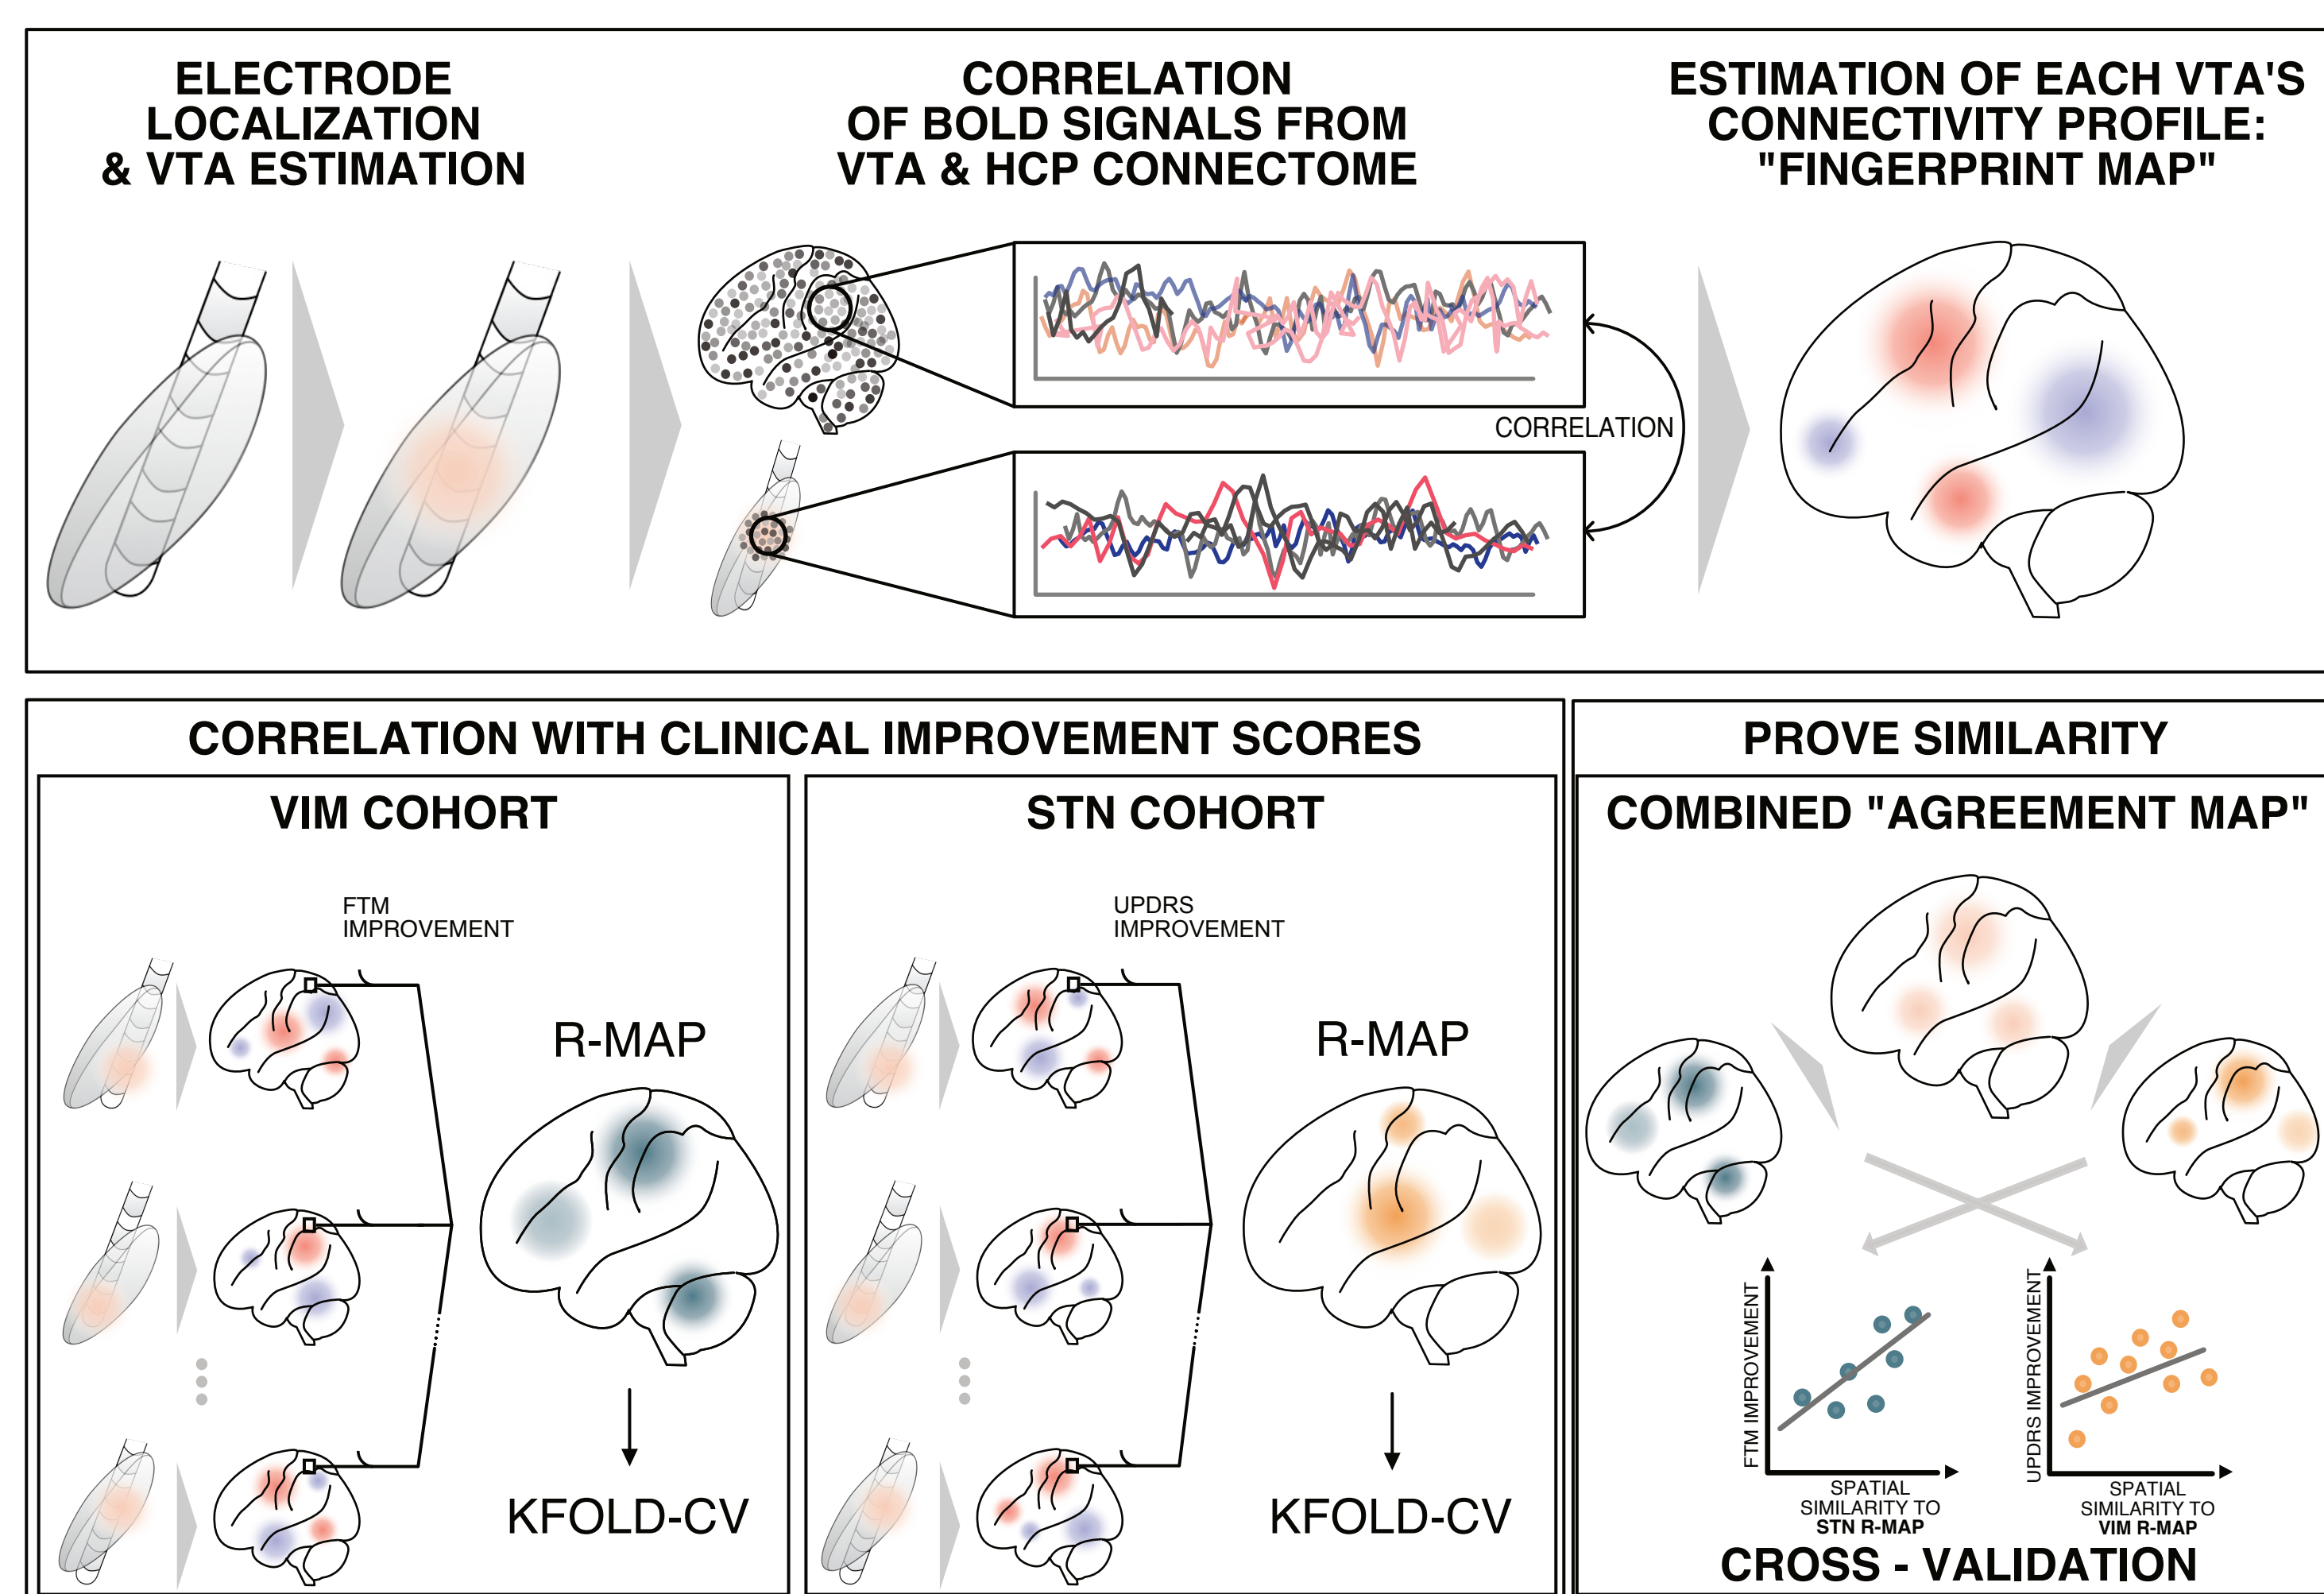 ELECTRODE
LOCALIZATION
& VTA ESTIMATION
CORRELATION
OF BOLD SIGNALS FROM
VTA & HCP CONNECTOME
ESTIMATION OF EACH VTA'S
CONNECTIVITY PROFILE:
"FINGERPRINT MAP"
CORRELATION
CORRELATION WITH CLINICAL IMPROVEMENT SCORES
VIM COHORT
FTM
IMPROVEMENT
R-MAP
KFOLD-CV
STN COHORT
UPDRS
IMPROVEMENT
R-MAP
KFOLD-CV
PROVE SIMILARITY
COMBINED "AGREEMENT MAP"
FTM IMPROVEMENT
SPATIAL
SIMILARITY TO
STN R-MAP
UPDRS IMPROVEMENT
SPATIAL
SIMILARITY TO
VIM R-MAP
CROSS - VALIDATION